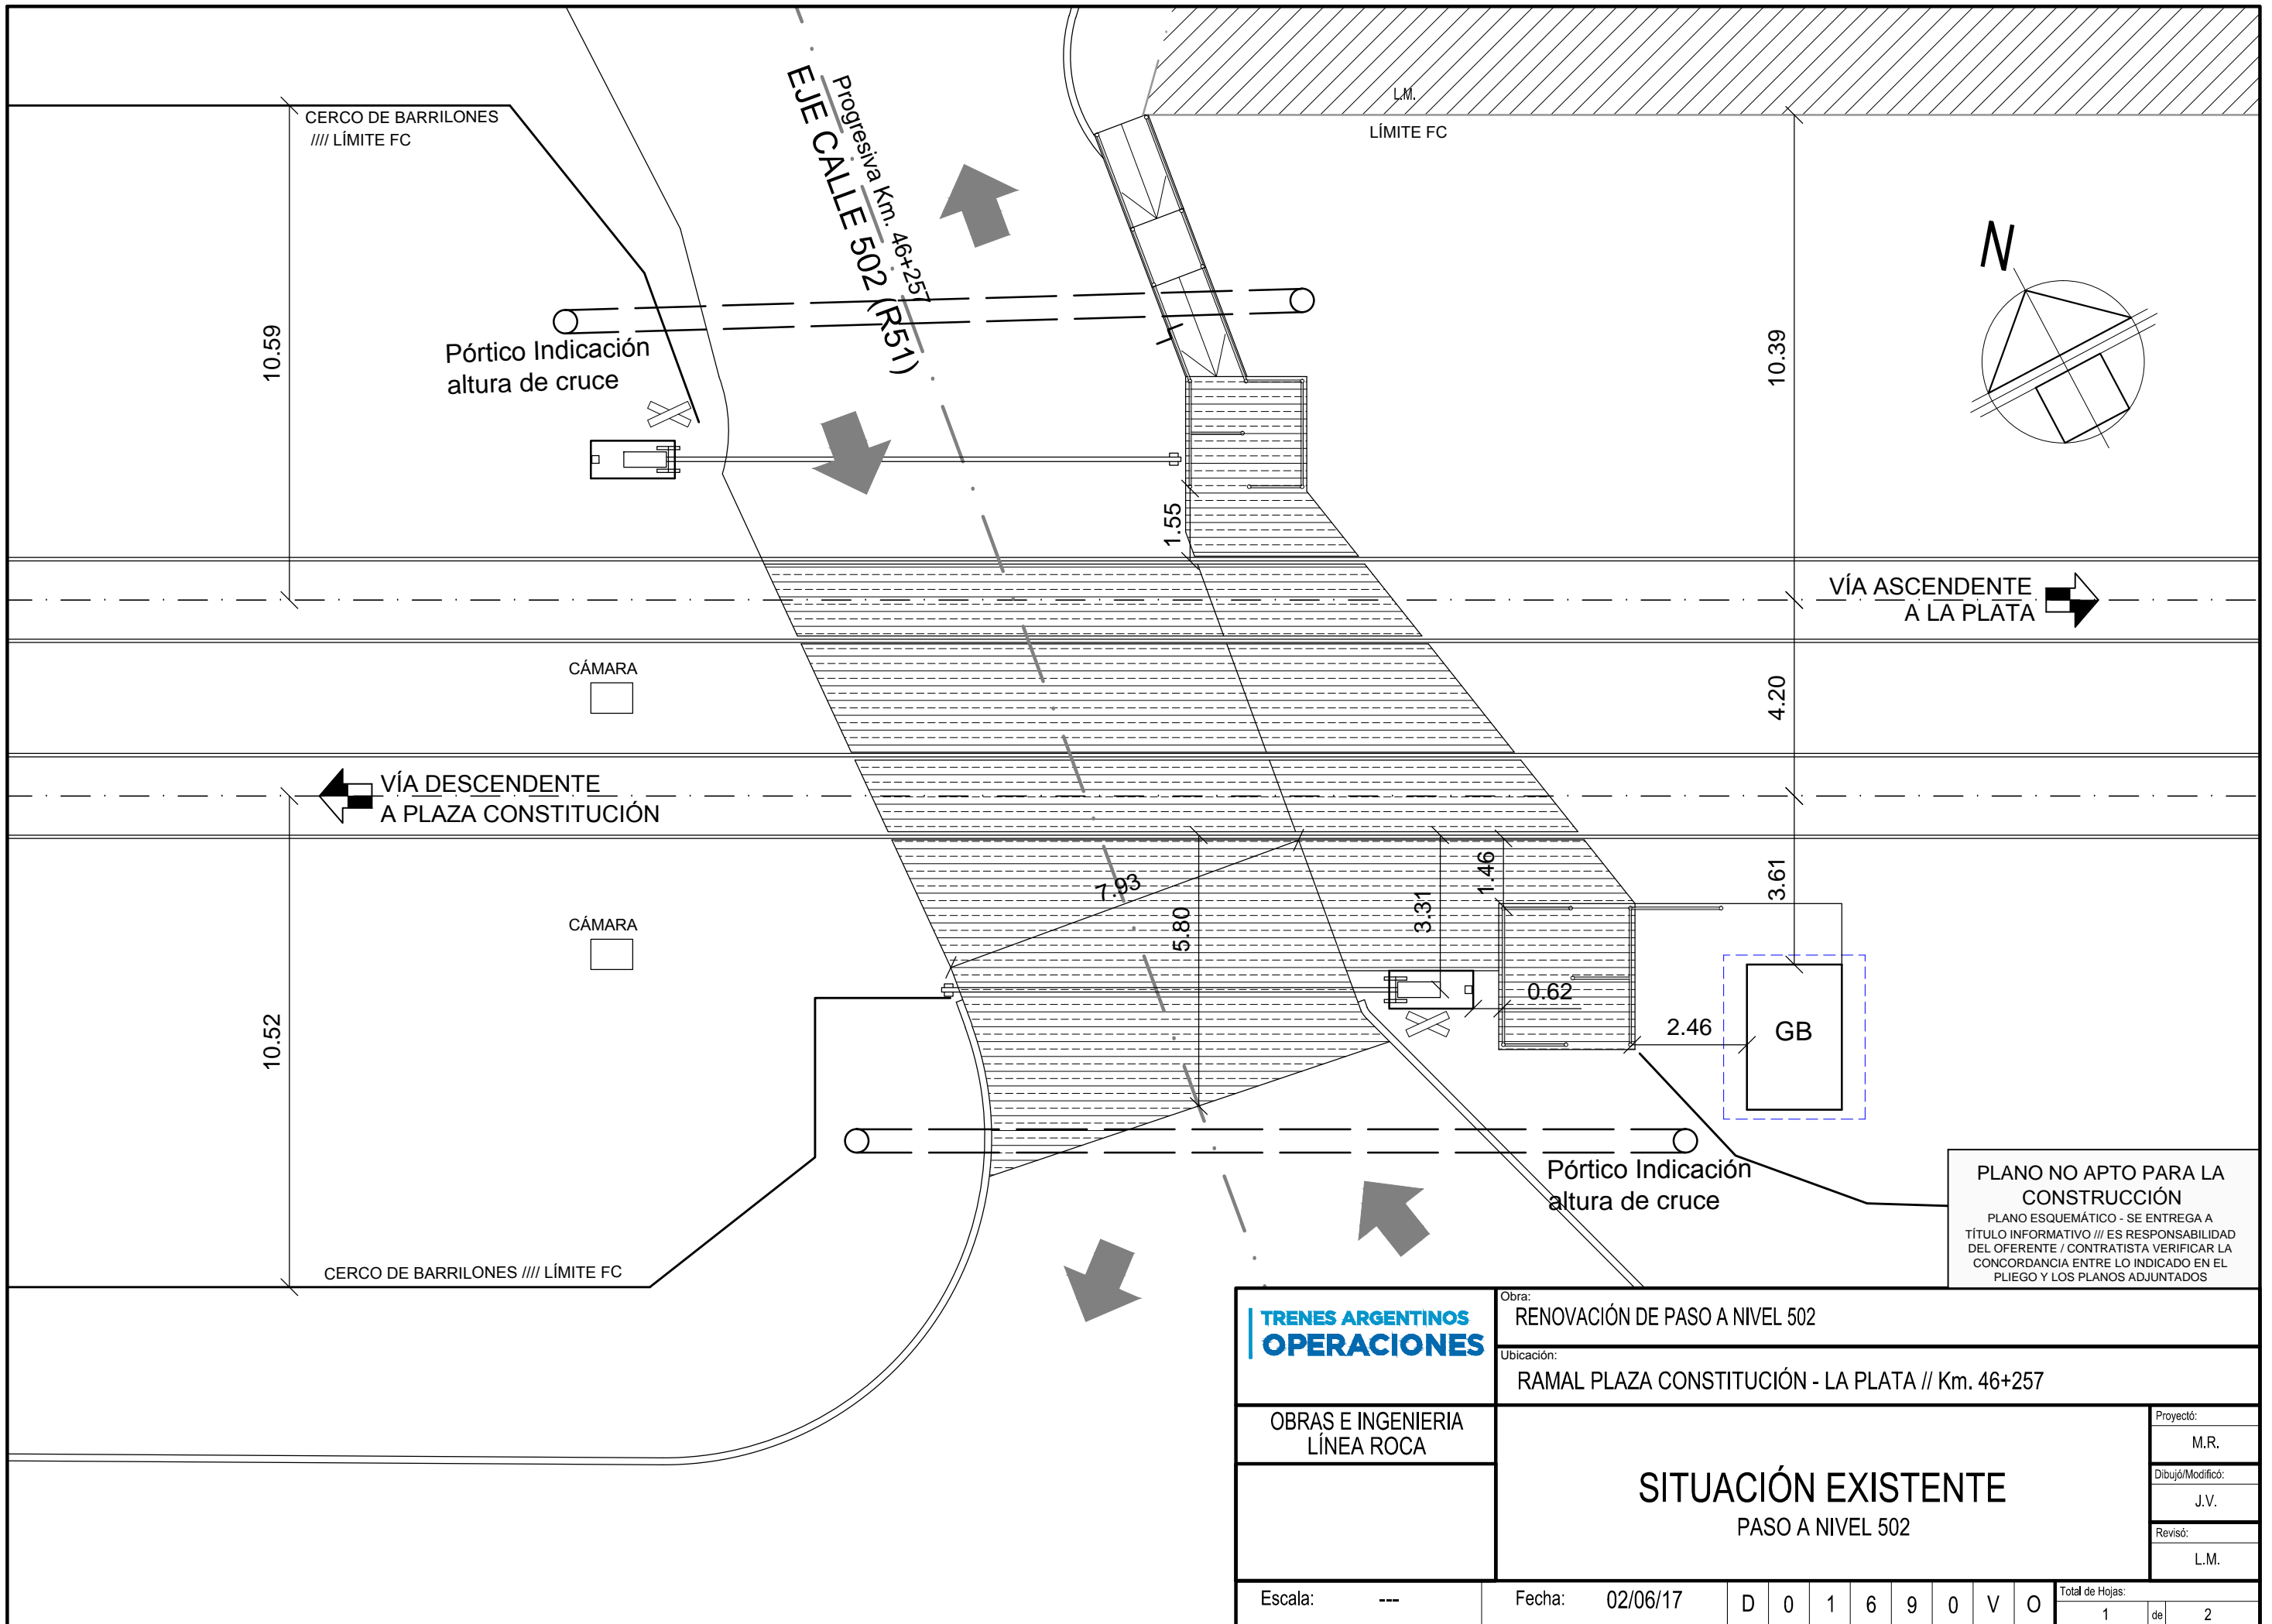 L.M.
LÍMITE FC
CERCO DE BARRILONES
//// LÍMITE FC
Progresiva Km. 46+257
EJE CALLE 502 (R51)
N
10.59
Pórtico Indicación
altura de cruce
10.39
1.55
VÍA ASCENDENTE
A LA PLATA
CÁMARA
4.20
VÍA DESCENDENTE
A PLAZA CONSTITUCIÓN
7.93
5.80
3.31
1.46
3.61
CÁMARA
0.62
2.46
GB
10.52
Pórtico Indicación
altura de cruce
CERCO DE BARRILONES //// LÍMITE FC
PLANO NO APTO PARA LA
CONSTRUCCIÓN
PLANO ESQUEMÁTICO - SE ENTREGA A
TÍTULO INFORMATIVO /// ES RESPONSABILIDAD
DEL OFERENTE / CONTRATISTA VERIFICAR LA
CONCORDANCIA ENTRE LO INDICADO EN EL
PLIEGO Y LOS PLANOS ADJUNTADOS
TRENES ARGENTINOS
OPERACIONES
Obra:
RENOVACIÓN DE PASO A NIVEL 502
Ubicación:
RAMAL PLAZA CONSTITUCIÓN - LA PLATA // Km. 46+257
OBRAS E INGENIERIA
LÍNEA ROCA
SITUACIÓN EXISTENTE
PASO A NIVEL 502
Proyectó:
M.R.
Dibujó/Modificó:
J.V.
Revisó:
L.M.
Escala: ---
Fecha: 02/06/17
D 0 1 6 9 0 V O
Total de Hojas:
1 de 2